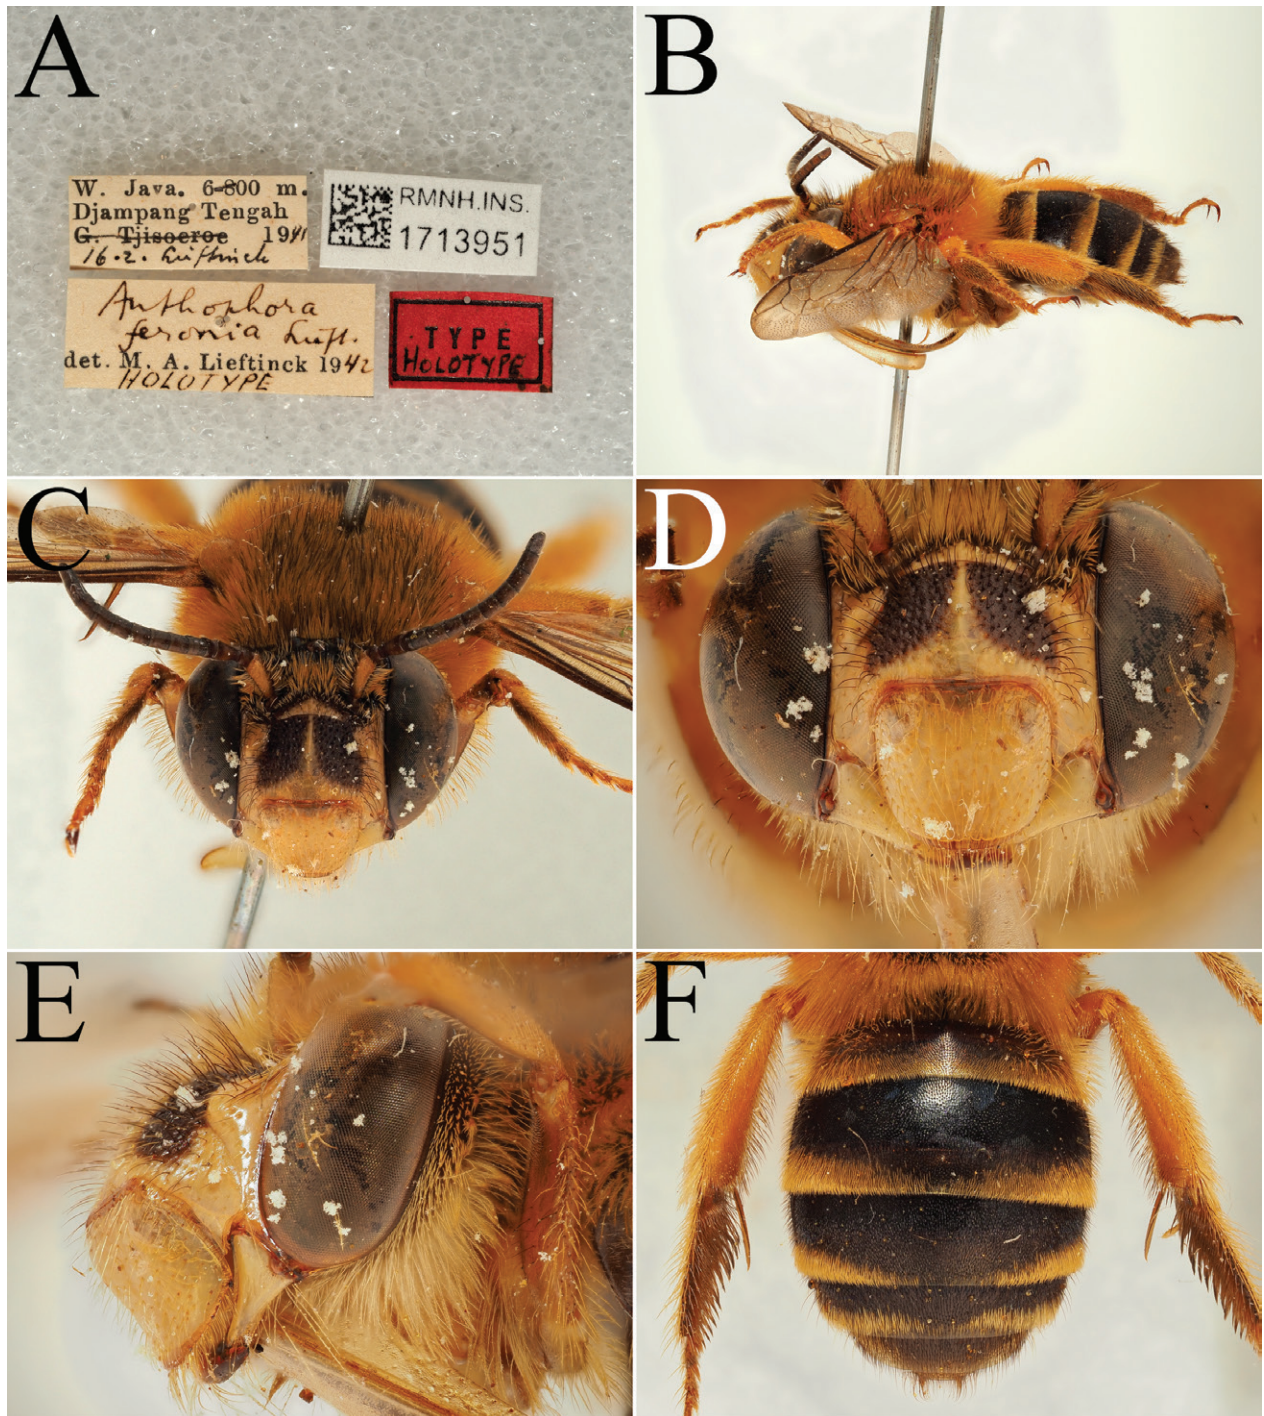 A
W. Java. 6-800 m.
Djampang Tengah
G. Tjisoeroe 1941
16.2. Lieftinck
RMNH.INS.
1713951
Anthophora
feronia Lieft.
det. M. A. Lieftinck 1942
HOLOTYPE
TYPE
HOLOTYPE
B
C
D
E
F